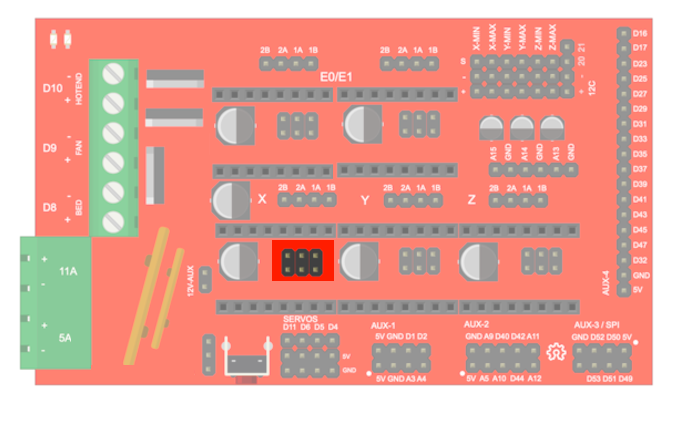 2B 2A 1A 1B
2B 2A 1A 1B
E0/E1
X-MIN
X-MAX
Y-MIN
Y-MAX
Z-MIN
Z-MAX
S
-
+
21
20
-
+
12C
D16
D17
D23
D25
D27
D29
D31
D33
D35
D37
D39
D41
D43
D45
D47
D32
GND
5V
AUX-4
D10
-
+
HOTEND
D9
FAN
D8
-
+
BED
A15
GND
A14
GND
A13
GND
X
2B 2A 1A 1B
Y
2B 2A 1A 1B
Z
2B 2A 1A 1B
+
11A
-
+
5A
-
12V-AUX
SERVOS
D11 D6 D5 D4
5V
GND
AUX-1
5V GND D1 D2
5V GND A3 A4
AUX-2
GND A9 D40 D42 A11
5V A5 A10 D44 A12
AUX-3 / SPI
GND D52 D50 5V
D53 D51 D49